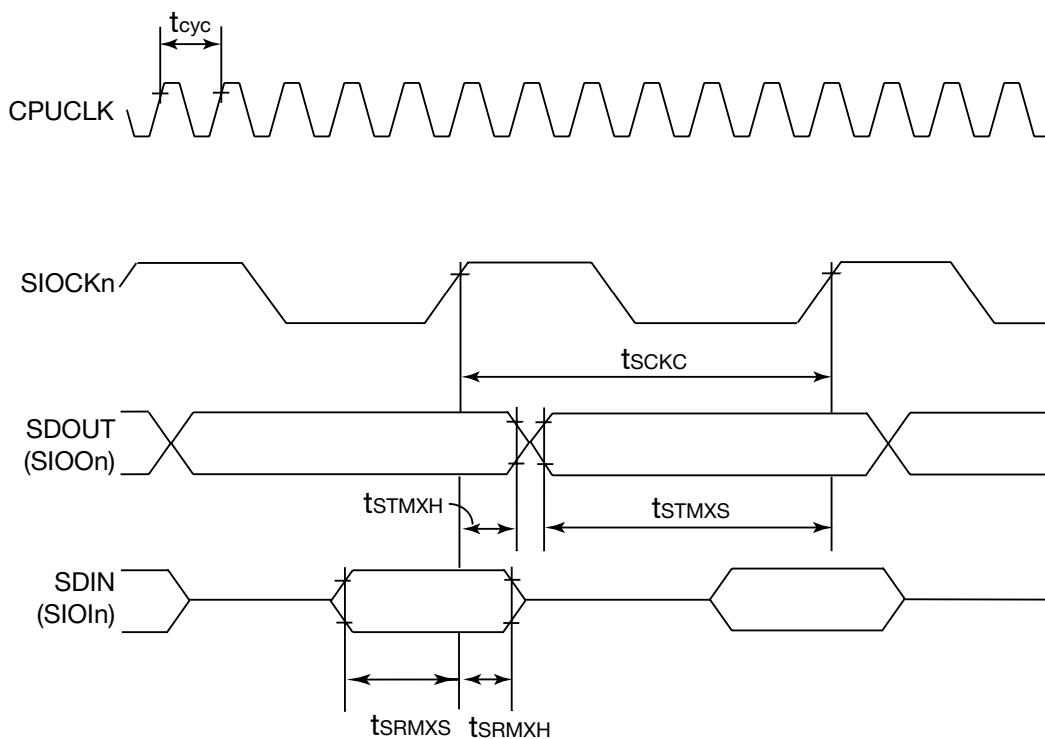 tcyc
CPUCLK
SIOCKn
tSCKC
SDOUT
(SIOOn)
tSTMXH
tSTMXS
SDIN
(SIOIn)
tSRMXS
tSRMXH